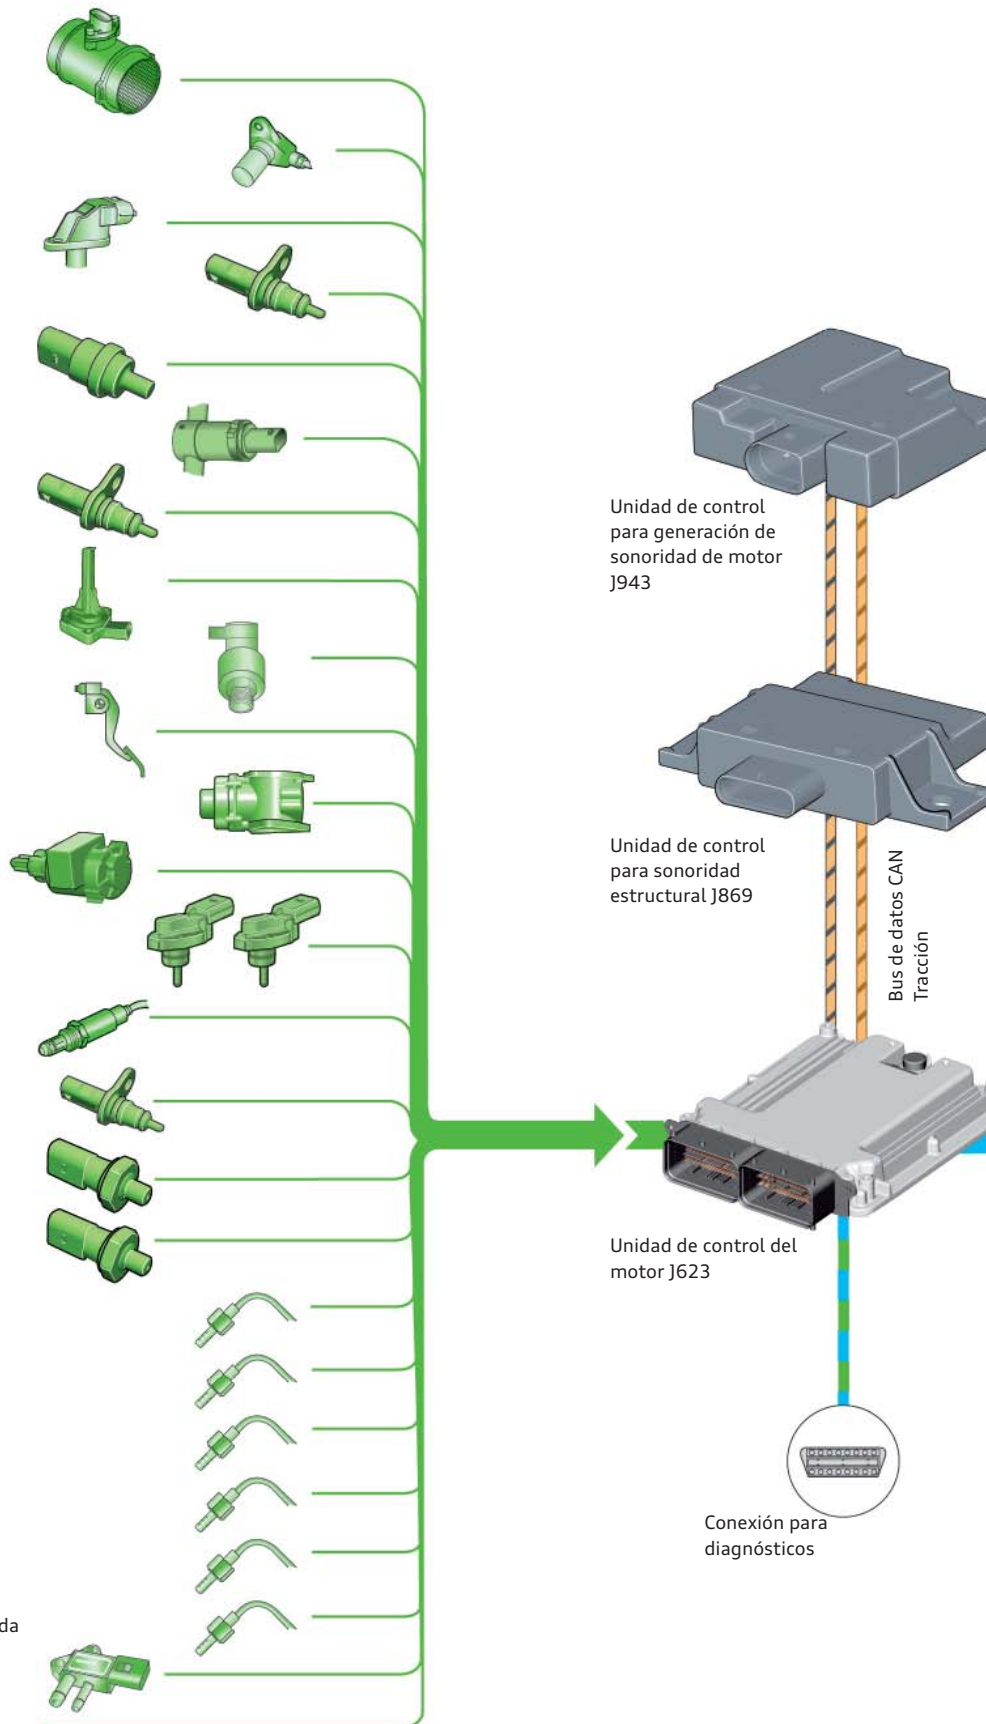 Unidad de control
para generación de
sonoridad de motor
J943
Unidad de control
para sonoridad
estructural J869
Bus de datos CAN
Tracción
Unidad de control del
motor J623
Conexión para
diagnósticos
da